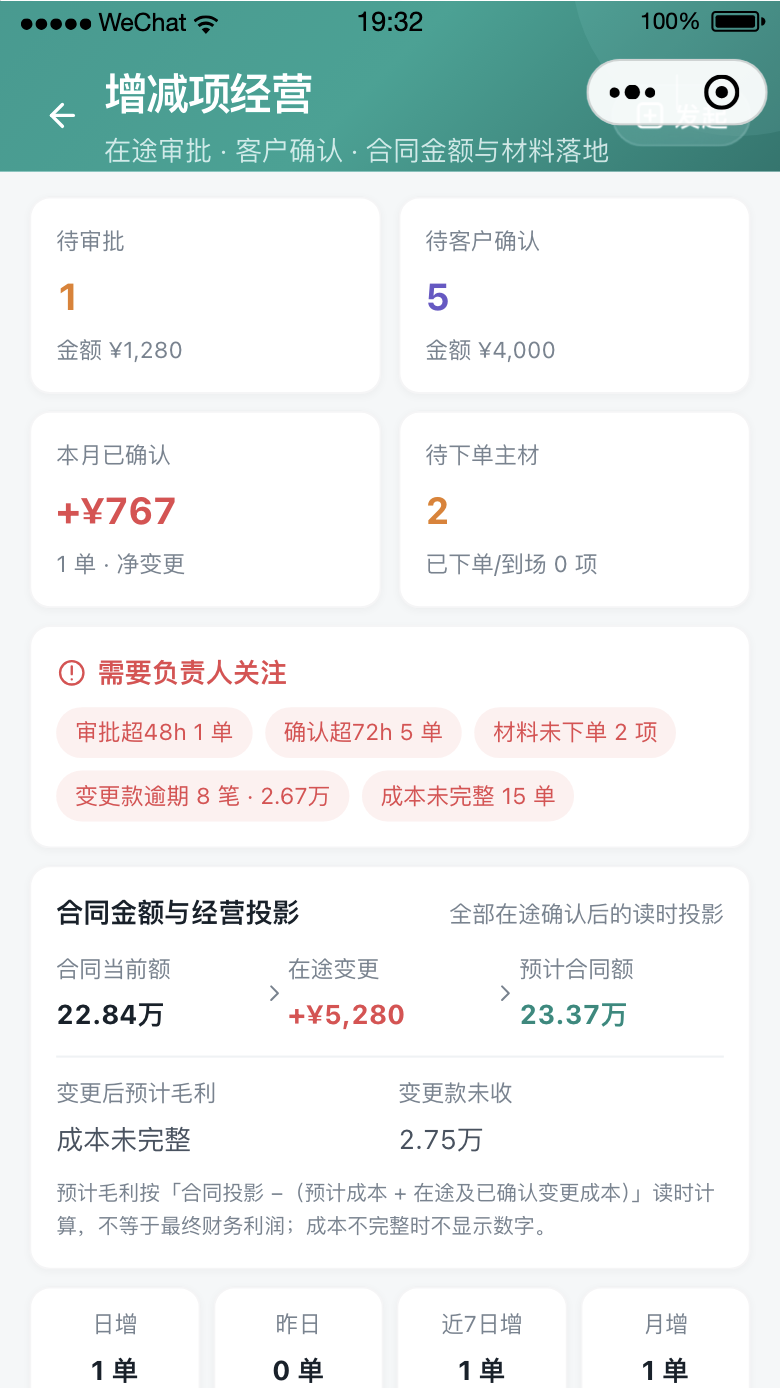 WeChat 19:32 100%
增减项经营
发起
在途审批 · 客户确认 · 合同金额与材料落地
待审批
1
金额 ¥1,280
待客户确认
5
金额 ¥4,000
本月已确认
+¥767
1 单 · 净变更
待下单主材
2
已下单/到场 0 项
需要负责人关注
审批超48h 1 单
确认超72h 5 单
材料未下单 2 项
变更款逾期 8 笔 · 2.67万
成本未完整 15 单
合同金额与经营投影
全部在途确认后的读时投影
合同当前额
22.84万
在途变更
+¥5,280
预计合同额
23.37万
变更后预计毛利
成本未完整
变更款未收
2.75万
预计毛利按「合同投影 −（预计成本 + 在途及已确认变更成本）」读时计
算，不等于最终财务利润；成本不完整时不显示数字。
日增
1 单
昨日
0 单
近7日增
1 单
月增
1 单